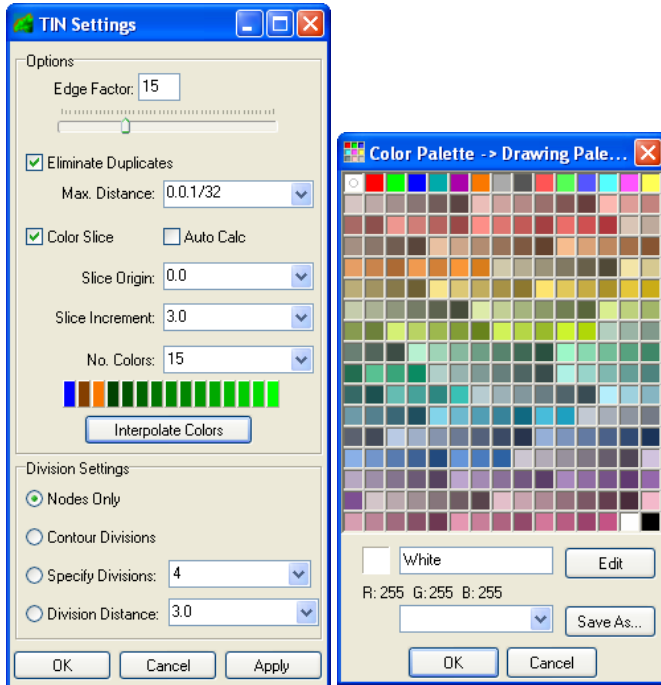 TIN Settings
Options
Edge Factor: 15
Eliminate Duplicates
Max. Distance: 0.0.1/32
Color Slice Auto Calc
Slice Origin: 0.0
Slice Increment: 3.0
No. Colors: 15
Interpolate Colors
Division Settings
Nodes Only
Contour Divisions
Specify Divisions: 4
Division Distance: 3.0
OK Cancel Apply
Color Palette -> Drawing Pale...
White Edit
R: 255 G: 255 B: 255
Save As...
OK Cancel